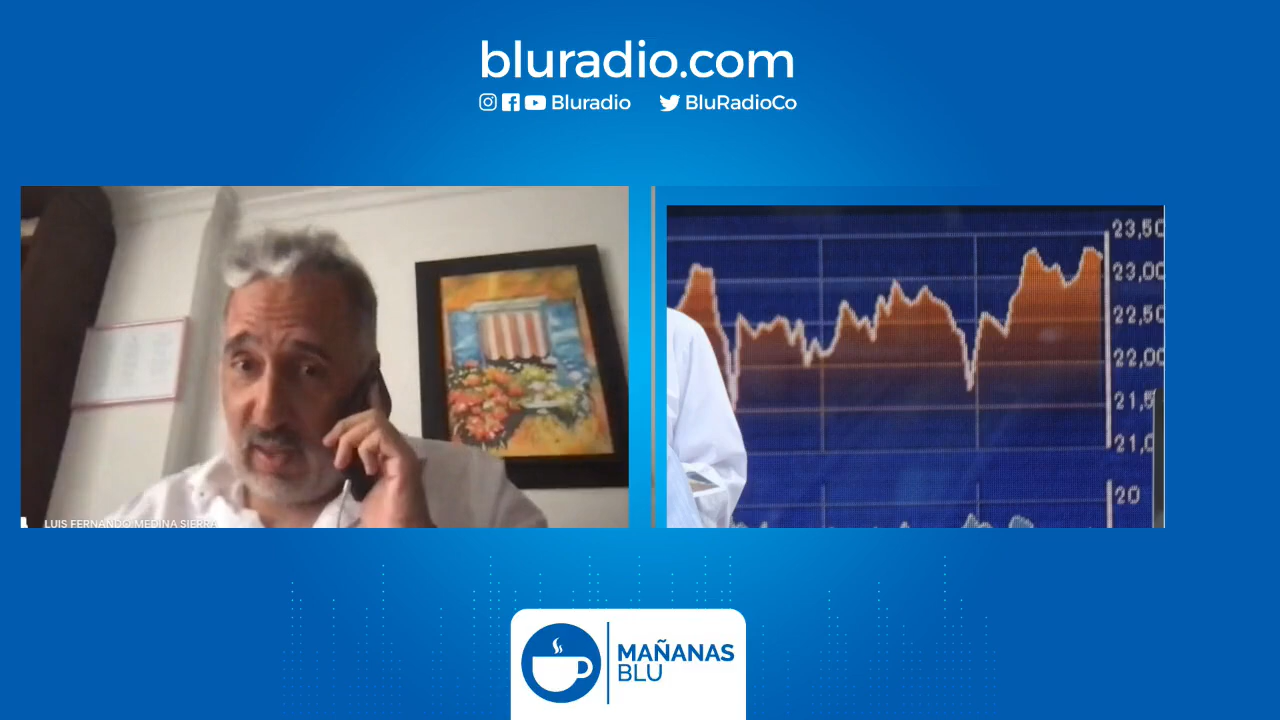 bluradio.com
Bluradio BluRadioCo
LUIS FERNANDO MEDINA SIERRA
23,50
23,00
22,50
22,00
21,5
21,0
20
MAÑANAS
BLU